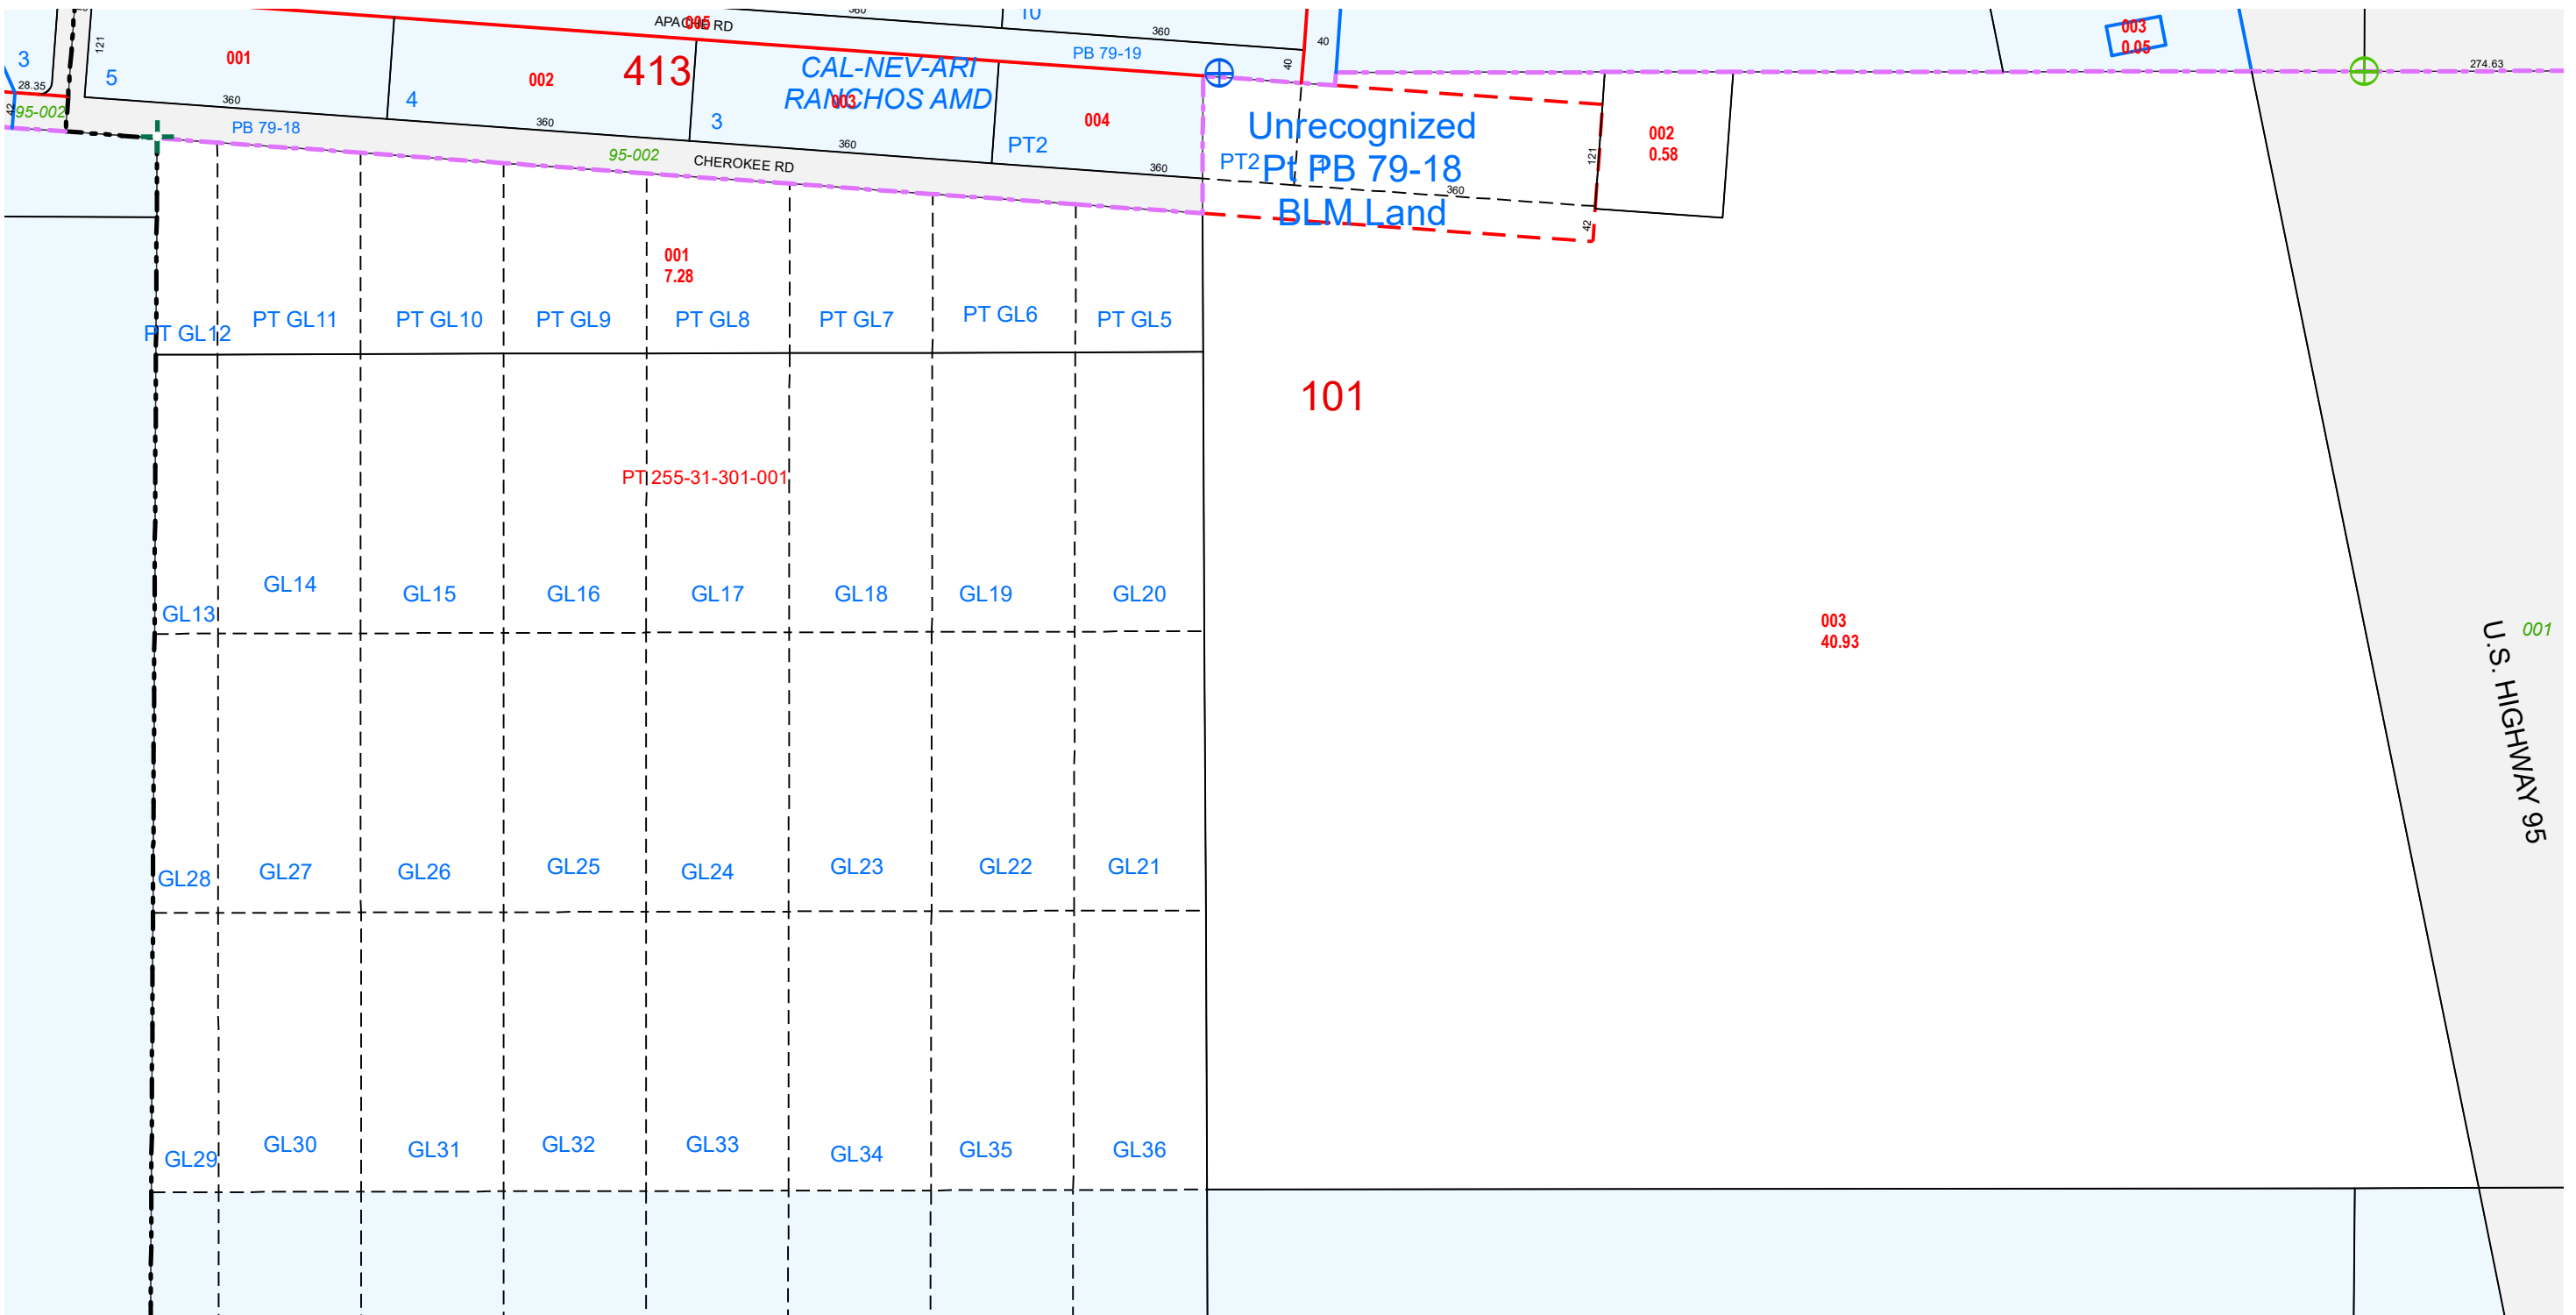 360
10
APACHE RD
005
360
003
0.05
3
121
001
413
CAL-NEV-ARI
RANCHOS AMD
PB 79-19
40
40
274.63
5
002
003
28.35
360
4
42
95-002
PB 79-18
360
3
004
Unrecognized
Pt PB 79-18
BLM Land
002
0.58
360
PT2
95-002
CHEROKEE RD
360
PT2
1
121
360
42
001
7.28
PT GL12
PT GL11
PT GL10
PT GL9
PT GL8
PT GL7
PT GL6
PT GL5
101
PT 255-31-301-001
GL13
GL14
GL15
GL16
GL17
GL18
GL19
GL20
003
40.93
U.S. HIGHWAY 95
001
GL28
GL27
GL26
GL25
GL24
GL23
GL22
GL21
GL29
GL30
GL31
GL32
GL33
GL34
GL35
GL36